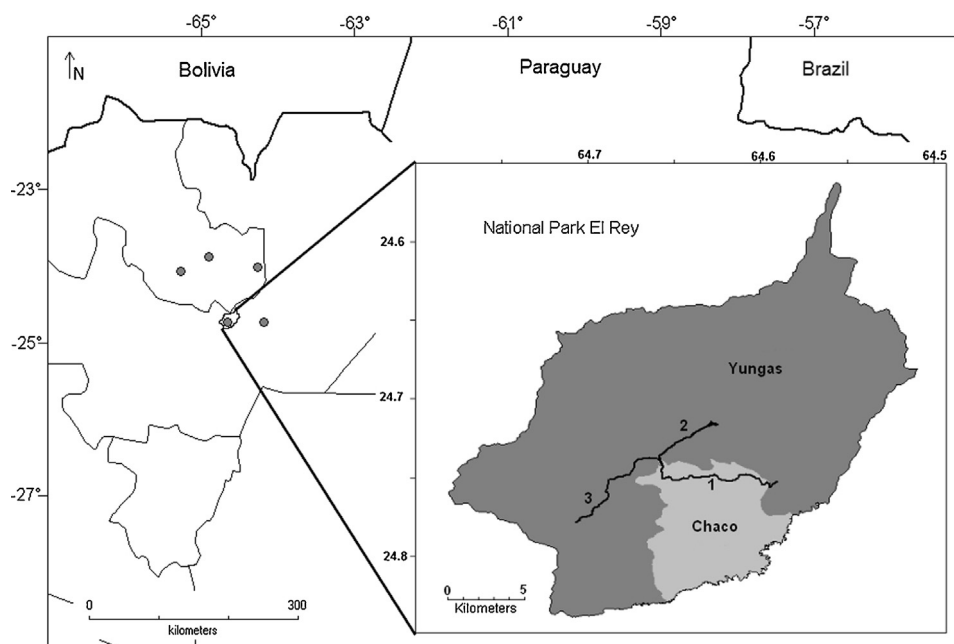 -65° -63° -61° -59° -57°
N
Bolivia Paraguay Brazil
-23°
-25°
-27°
64.7 64.6 64.5
24.6
24.7
24.8
National Park El Rey
Yungas
2
3
1
Chaco
0 5
Kilometers
0 300
kilometers